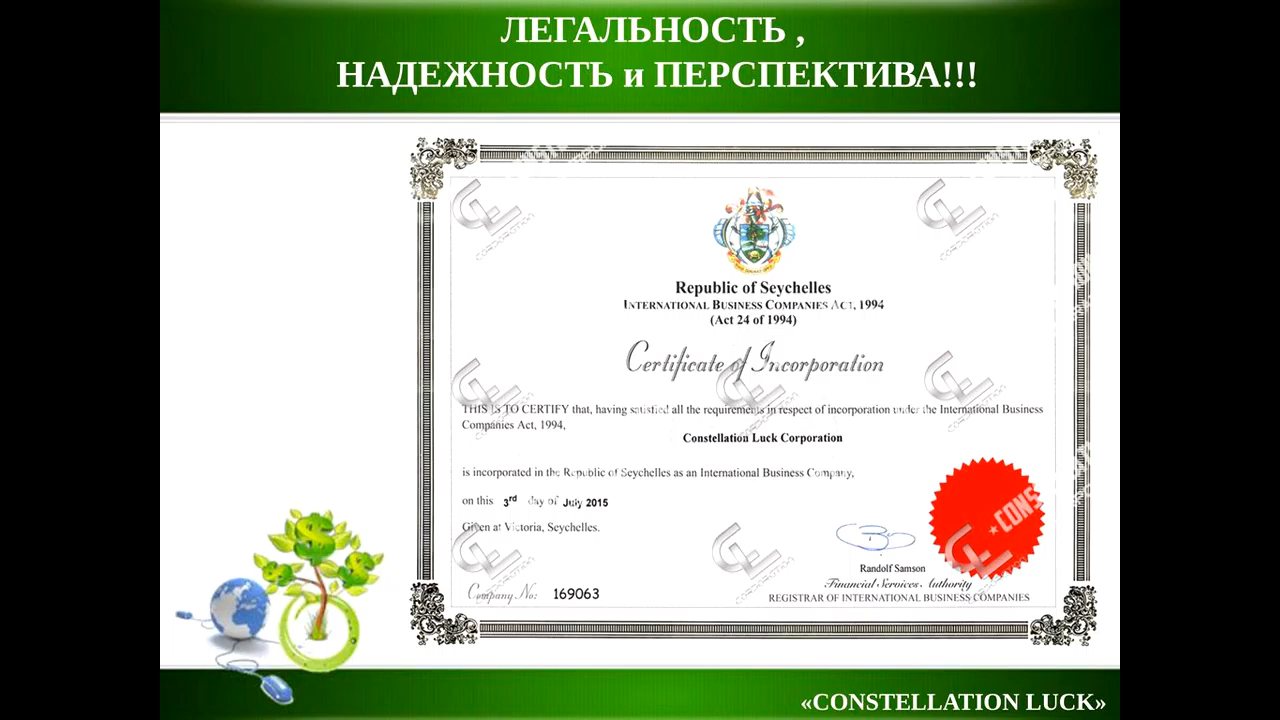 ЛЕГАЛЬНОСТЬ ,
НАДЕЖНОСТЬ и ПЕРСПЕКТИВА!!!
Republic of Seychelles
INTERNATIONAL BUSINESS COMPANIES ACT, 1994
(Act 24 of 1994)
Certificate of Incorporation
THIS IS TO CERTIFY that, having satisfied all the requirements in respect of incorporation under the International Business
Companies Act, 1994,
Constellation Luck Corporation
is incorporated in the Republic of Seychelles as an International Business Company,
on this 3rd day of July 2015
Given at Victoria, Seychelles.
Randolf Samson
Financial Services Authority
Company No: 169063
REGISTRAR OF INTERNATIONAL BUSINESS COMPANIES
«CONSTELLATION LUCK»